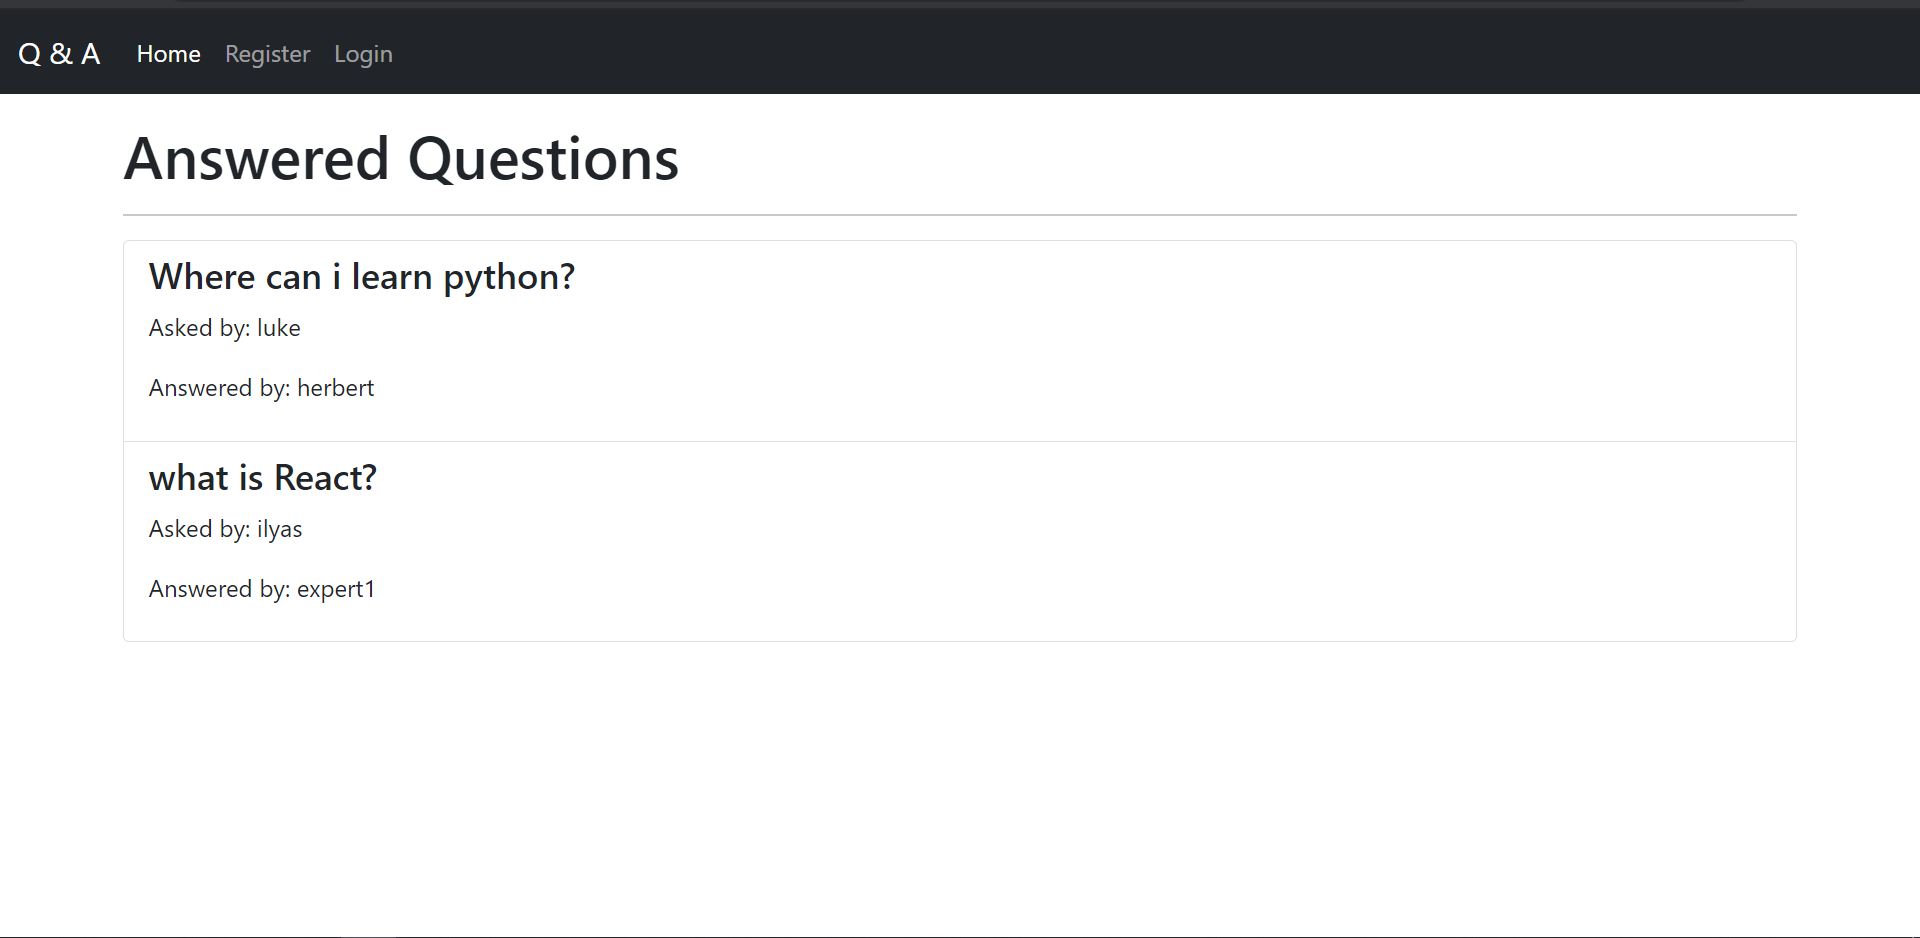 Q & A Home Register Login
Answered Questions
Where can i learn python?
Asked by: luke
Answered by: herbert
what is React?
Asked by: ilyas
Answered by: expert1